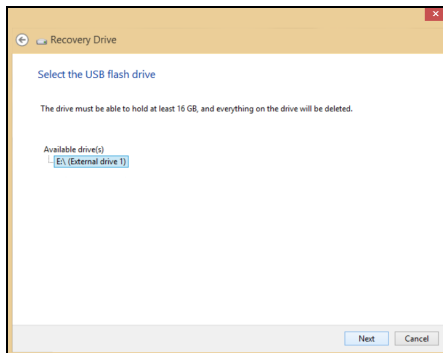 Recovery Drive
Select the USB flash drive
The drive must be able to hold at least 16 GB, and everything on the drive will be deleted.
Available drive(s)
E:\ (External drive 1)
Next Cancel